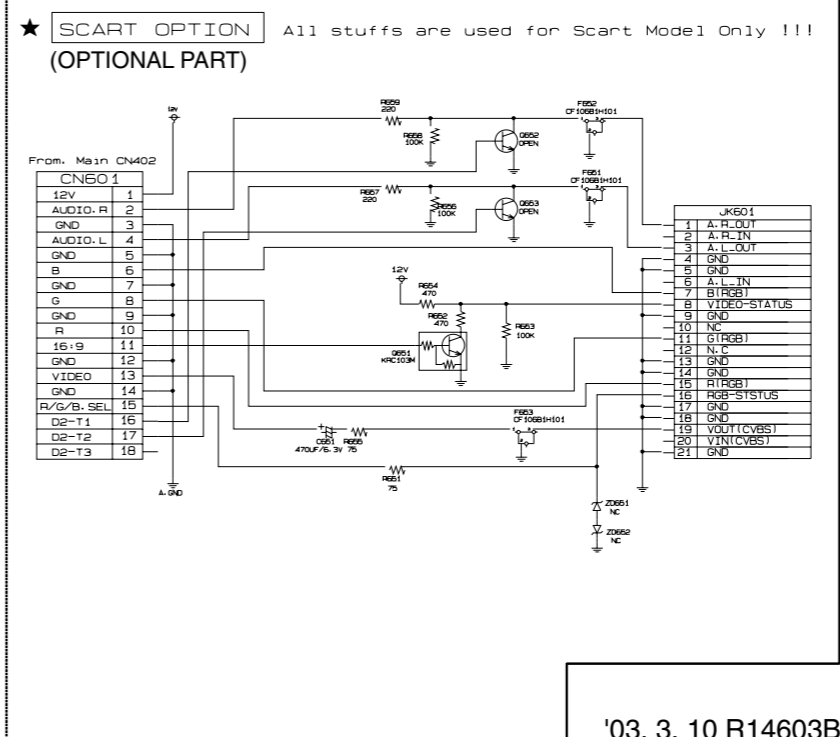 ★ SCART OPTION All stuffs are used for Scart Model Only !!!
(OPTIONAL PART)
12V
R659
220
R658
100K
Q652
OPEN
F652
CF106B1H101
From. Main CN402
CN601
12V 1
AUDIO.R 2
GND 3
AUDIO.L 4
GND 5
B 6
GND 7
G 8
GND 9
R 10
16:9 11
GND 12
VIDEO 13
GND 14
R/G/B.SEL 15
D2-T1 16
D2-T2 17
D2-T3 18
A.GND
R657
220
R656
100K
Q653
OPEN
F651
CF106B1H101
12V
R654
470
R652
470
Q651
KRC103M
R653
100K
C651
470UF/6.3V
R655
75
F653
CF106B1H101
R651
75
ZD651
NC
ZD652
NC
JK601
1 A.R_OUT
2 A.R_IN
3 A.L_OUT
4 GND
5 GND
6 A.L_IN
7 B(RGB)
8 VIDEO-STATUS
9 GND
10 NC
11 G(RGB)
12 N.C
13 GND
14 GND
15 R(RGB)
16 RGB-STSTUS
17 GND
18 GND
19 VOUT(CVBS)
20 VIN(CVBS)
21 GND
'03. 3. 10 R14603B